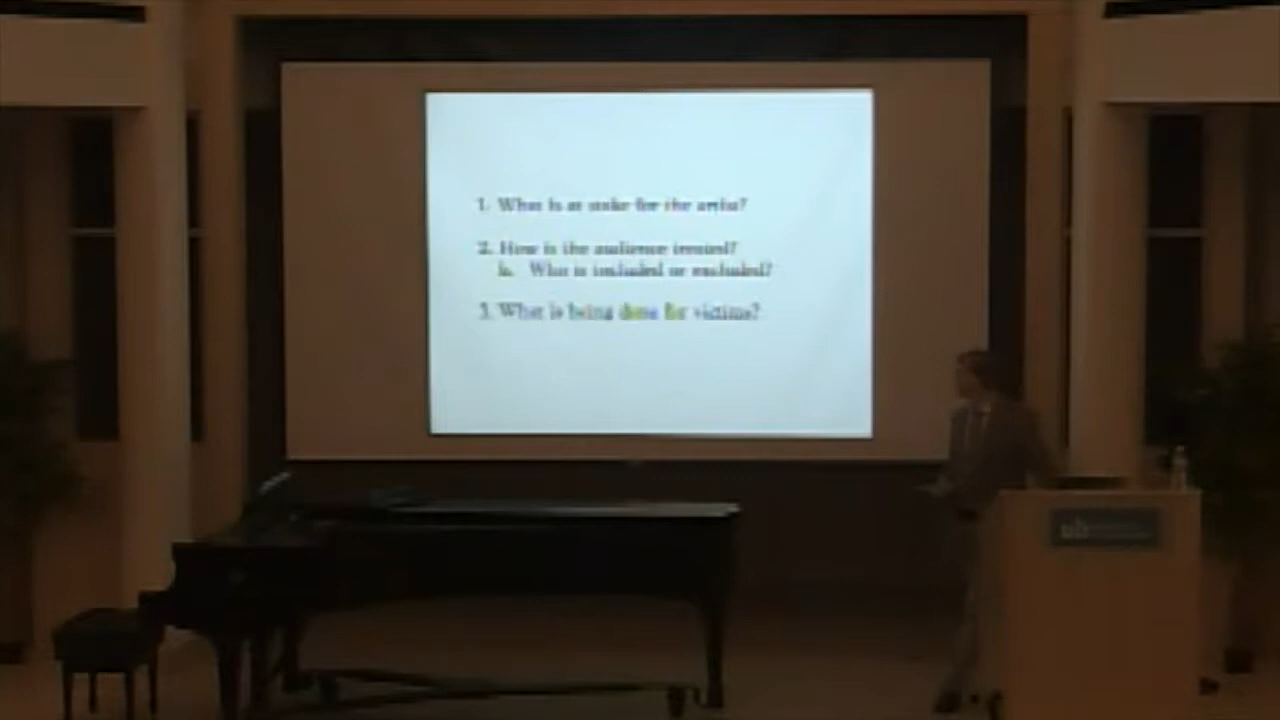 1. What is at stake for the artist?
2. How is the audience treated?
b. Who is included or excluded?
3. What is being done for victims?
nb